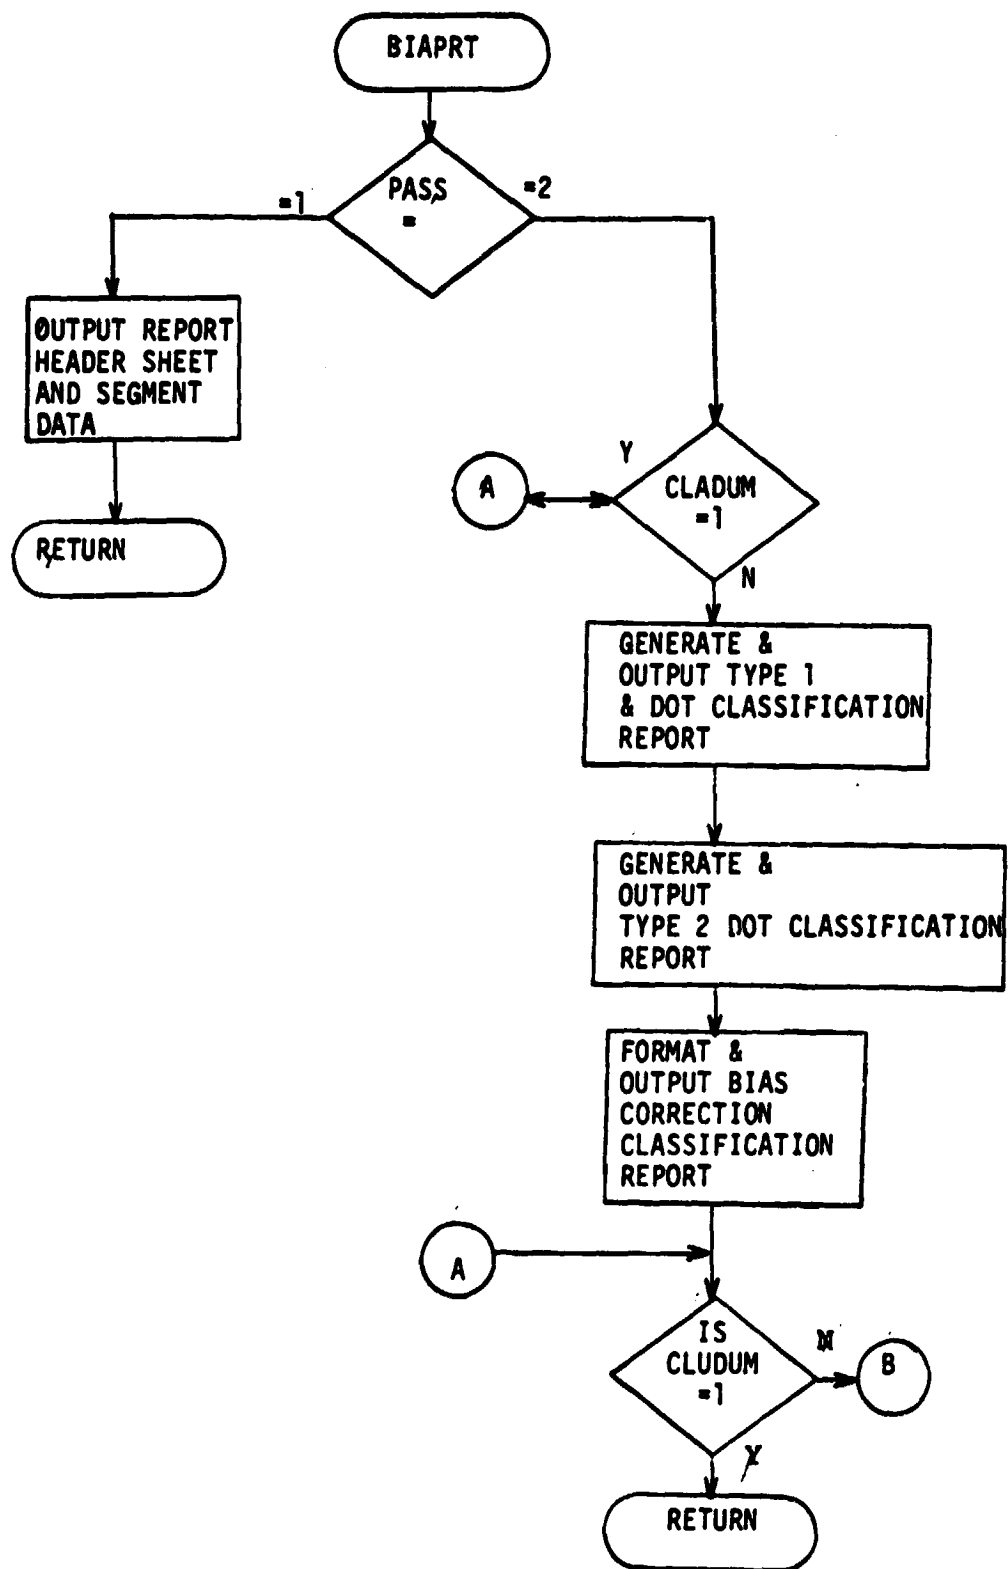 BIAPRT
PASS
=
=1
=2
OUTPUT REPORT
HEADER SHEET
AND SEGMENT
DATA
RETURN
A
Y
CLADUM
=1
N
GENERATE &
OUTPUT TYPE 1
& DOT CLASSIFICATION
REPORT
GENERATE &
OUTPUT
TYPE 2 DOT CLASSIFICATION
REPORT
FORMAT &
OUTPUT BIAS
CORRECTION
CLASSIFICATION
REPORT
A
IS
CLUDUM
=1
N
B
Y
RETURN